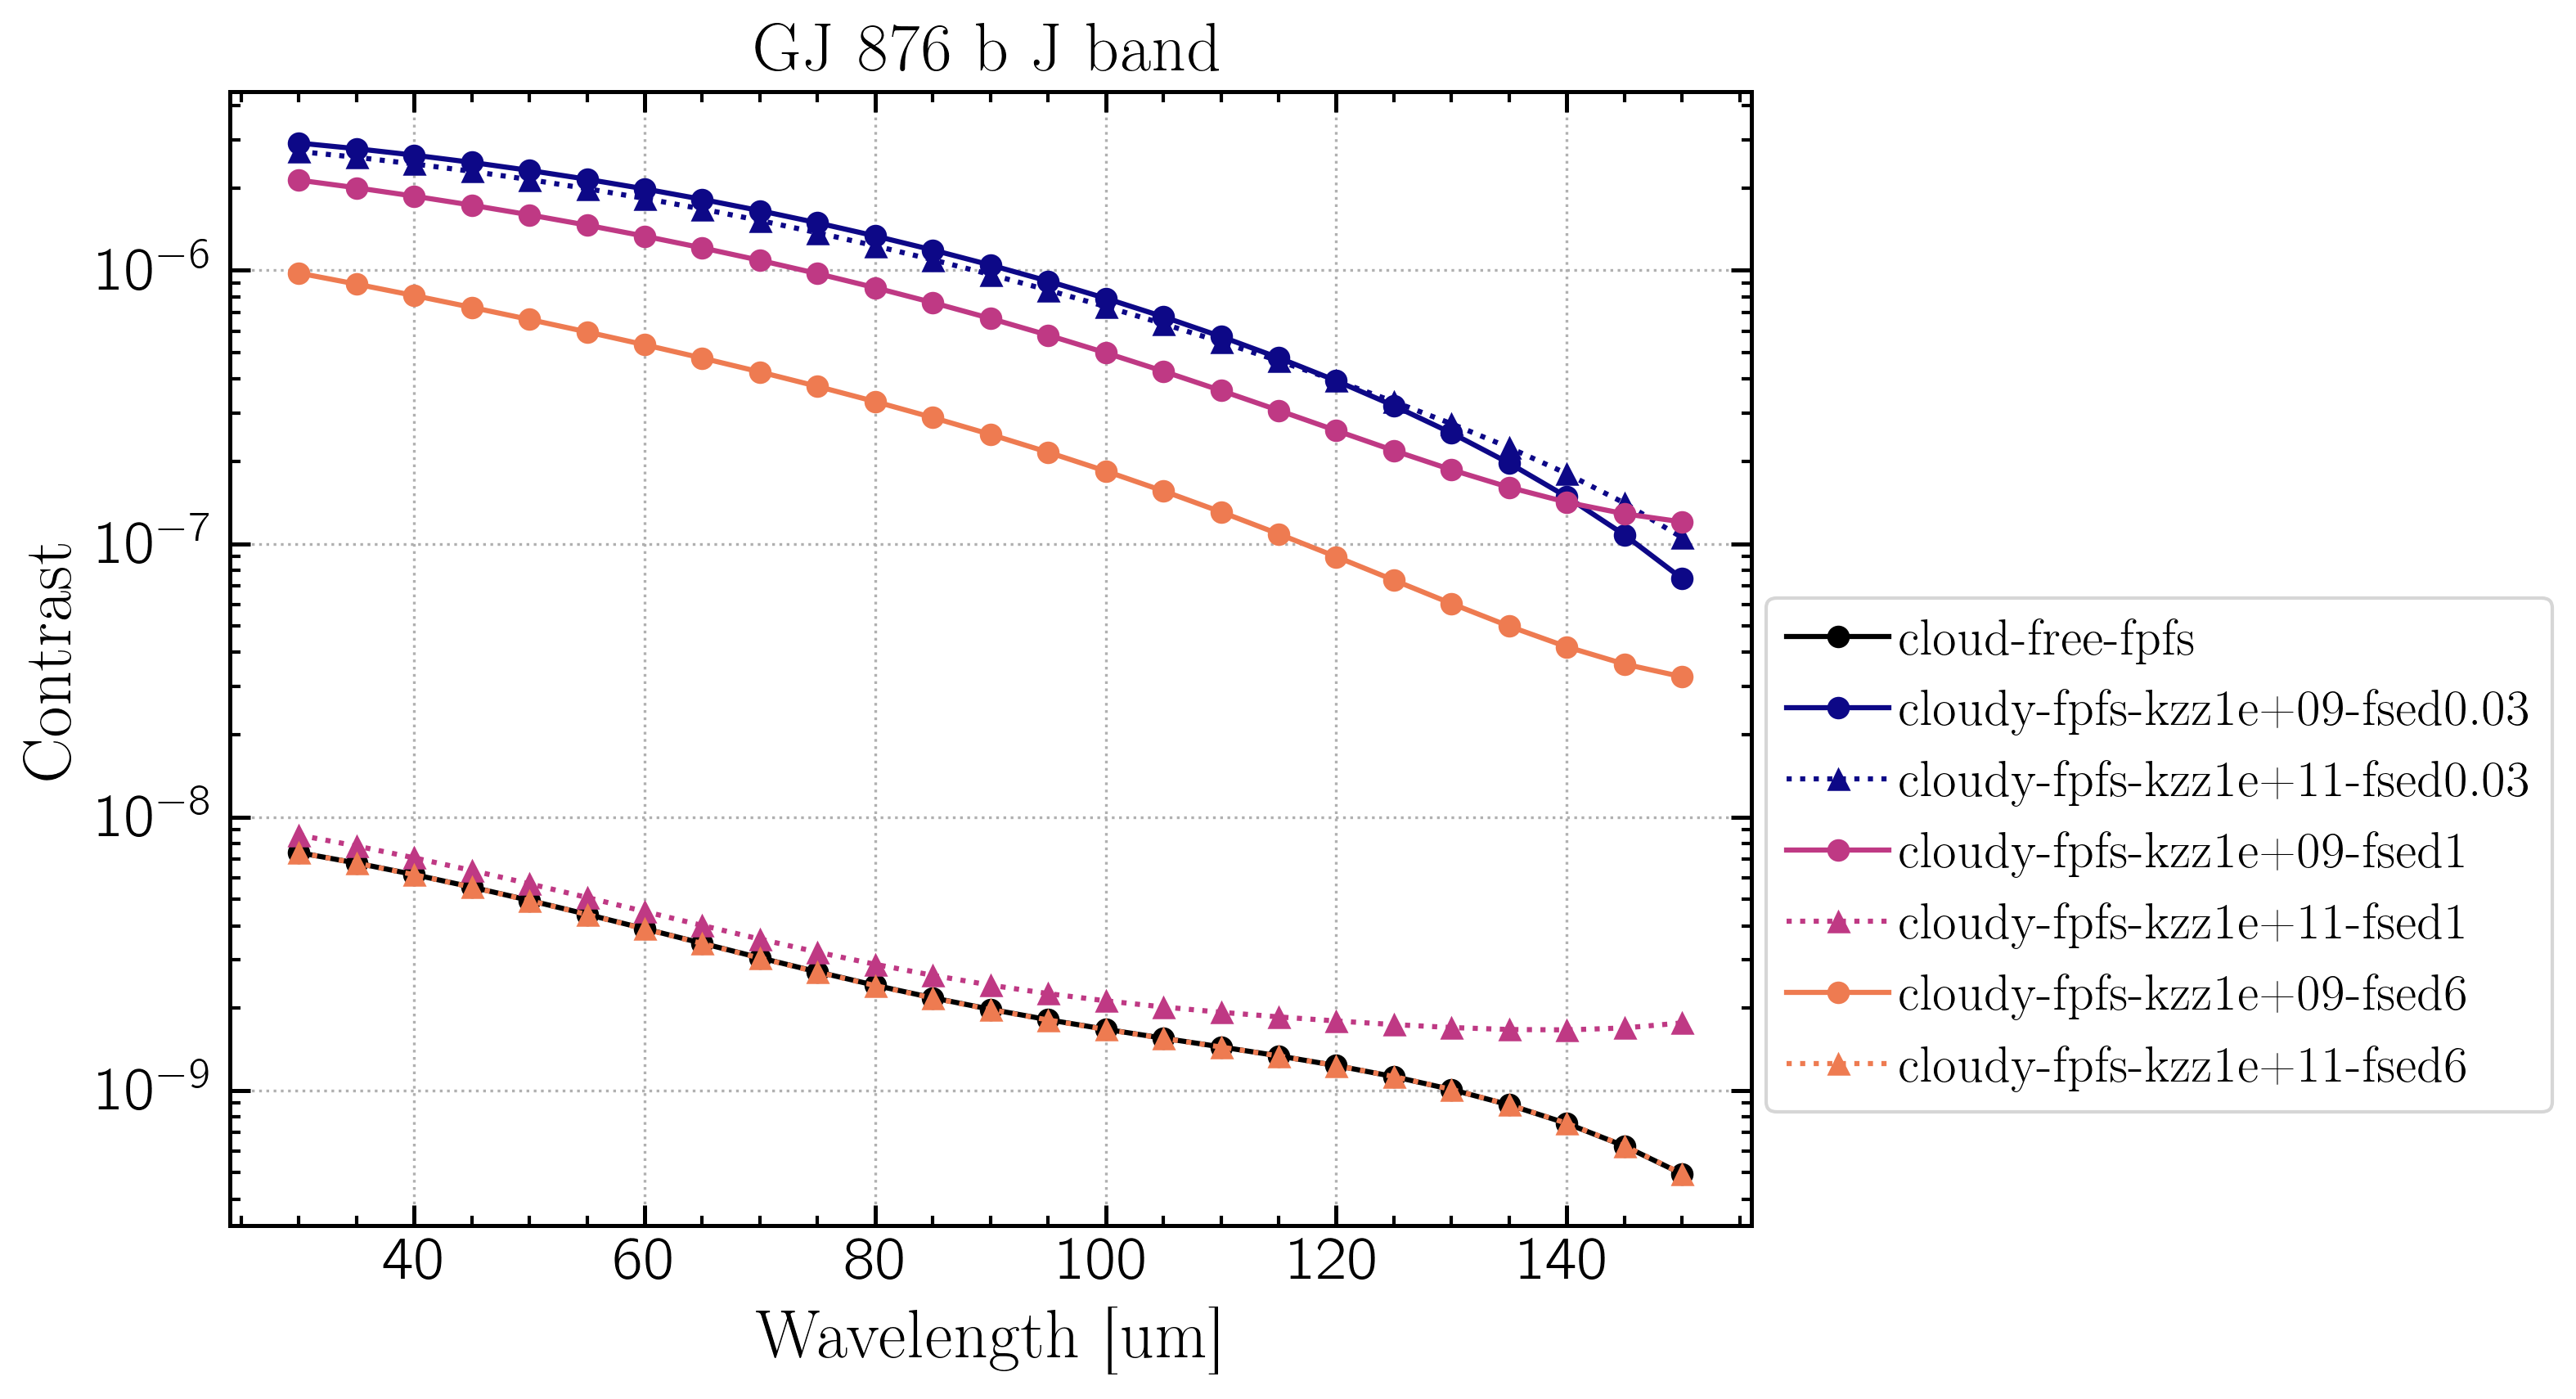 GJ 876 b J band
Contrast
10−6
10−7
10−8
10−9
40 60 80 100 120 140
Wavelength [um]
cloud-free-fpfs
cloudy-fpfs-kzz1e+09-fsed0.03
cloudy-fpfs-kzz1e+11-fsed0.03
cloudy-fpfs-kzz1e+09-fsed1
cloudy-fpfs-kzz1e+11-fsed1
cloudy-fpfs-kzz1e+09-fsed6
cloudy-fpfs-kzz1e+11-fsed6